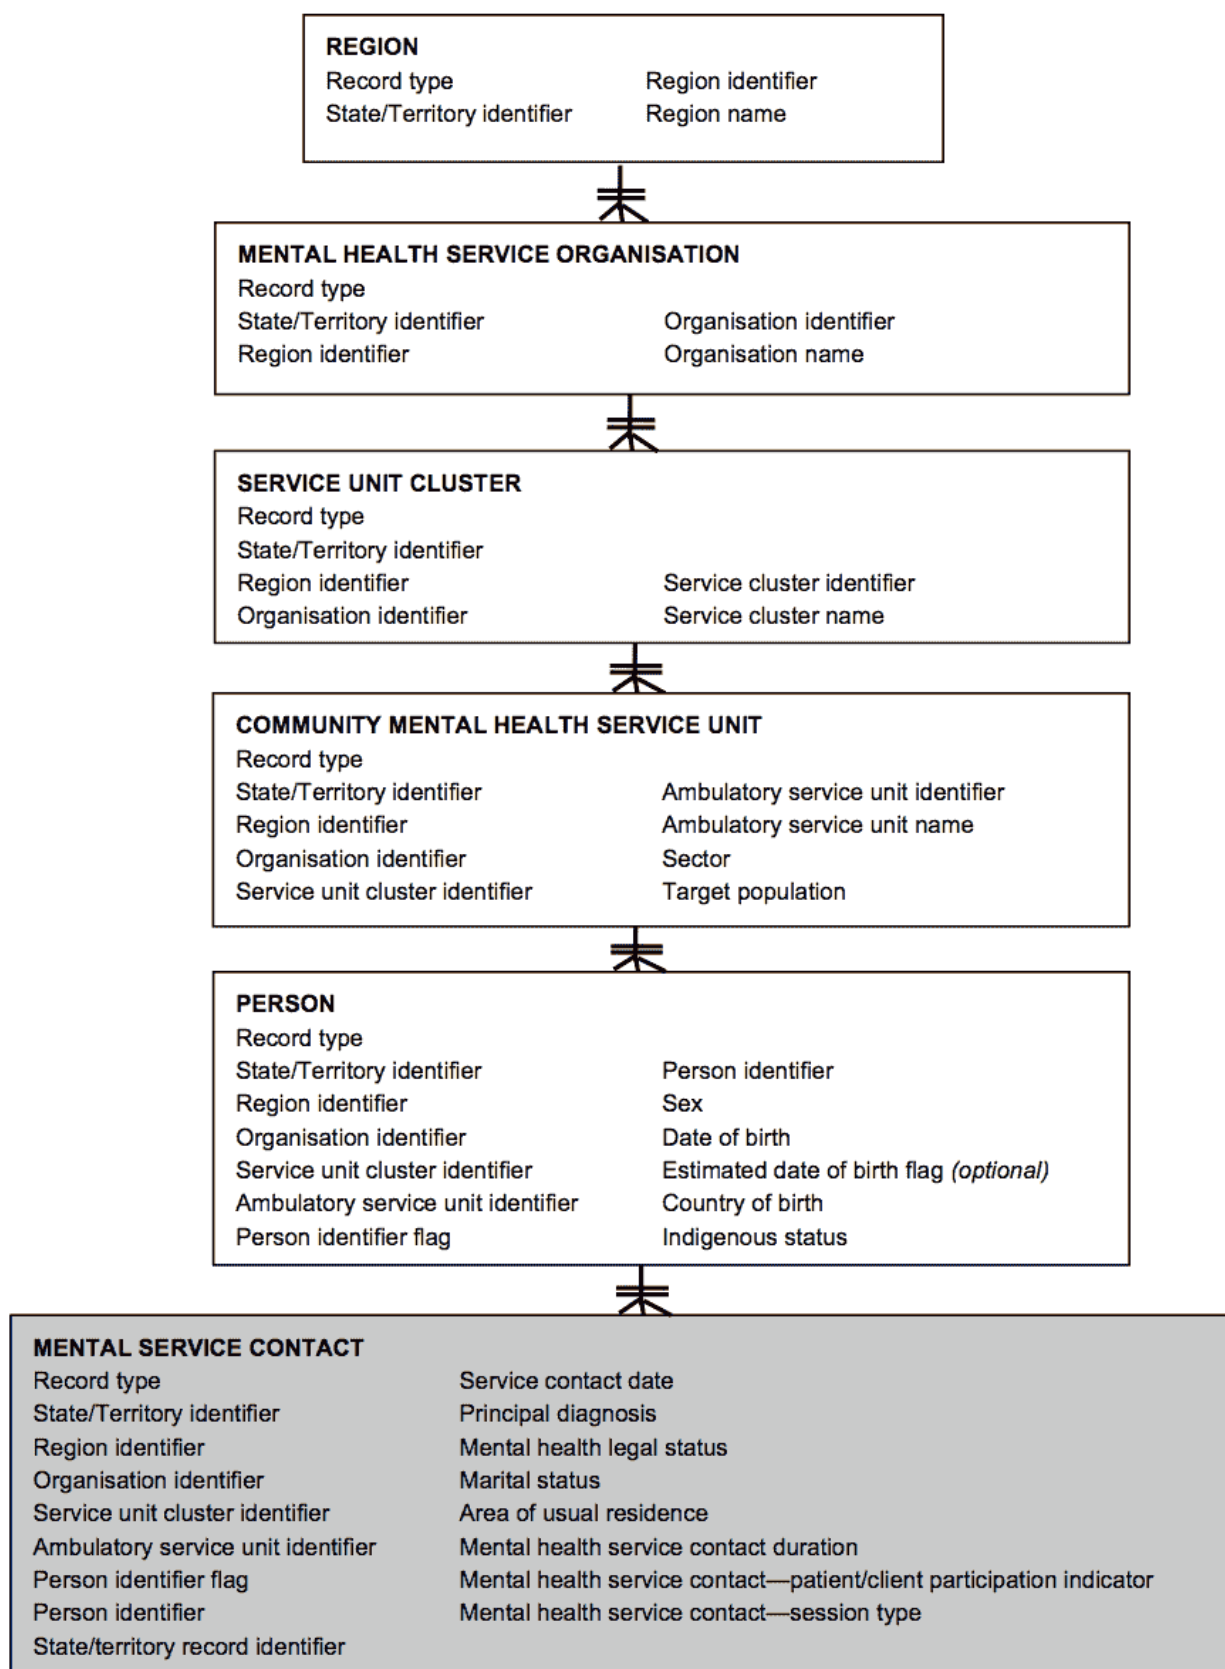 REGION
Record type Region identifier
State/Territory identifier Region name
MENTAL HEALTH SERVICE ORGANISATION
Record type
State/Territory identifier Organisation identifier
Region identifier Organisation name
SERVICE UNIT CLUSTER
Record type
State/Territory identifier
Region identifier Service cluster identifier
Organisation identifier Service cluster name
COMMUNITY MENTAL HEALTH SERVICE UNIT
Record type
State/Territory identifier Ambulatory service unit identifier
Region identifier Ambulatory service unit name
Organisation identifier Sector
Service unit cluster identifier Target population
PERSON
Record type
State/Territory identifier Person identifier
Region identifier Sex
Organisation identifier Date of birth
Service unit cluster identifier Estimated date of birth flag (optional)
Ambulatory service unit identifier Country of birth
Person identifier flag Indigenous status
MENTAL SERVICE CONTACT
Record type Service contact date
State/Territory identifier Principal diagnosis
Region identifier Mental health legal status
Organisation identifier Marital status
Service unit cluster identifier Area of usual residence
Ambulatory service unit identifier Mental health service contact duration
Person identifier flag Mental health service contact—patient/client participation indicator
Person identifier Mental health service contact—session type
State/territory record identifier